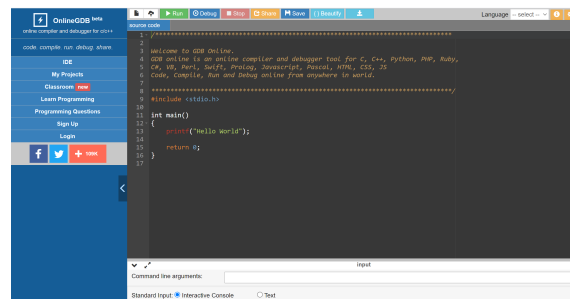 OnlineGDB beta
online compiler and debugger for c/c++
code. compile. run. debug. share.
IDE
My Projects
Classroom new
Learn Programming
Programming Questions
Sign Up
Login
Run Debug Stop Share Save { } Beautify
Language -- select --
source code
1 /******************************************************************************
2
3 Welcome to GDB Online.
4 GDB online is an online compiler and debugger tool for C, C++, Python, PHP, Ruby,
5 C#, VB, Perl, Swift, Prolog, Javascript, Pascal, HTML, CSS, JS
6 Code, Compile, Run and Debug online from anywhere in world.
7
8 *******************************************************************************/
9 #include <stdio.h>
10
11 int main()
12 {
13     printf("Hello World");
14
15     return 0;
16 }
17
input
Command line arguments:
Standard Input: Interactive Console Text